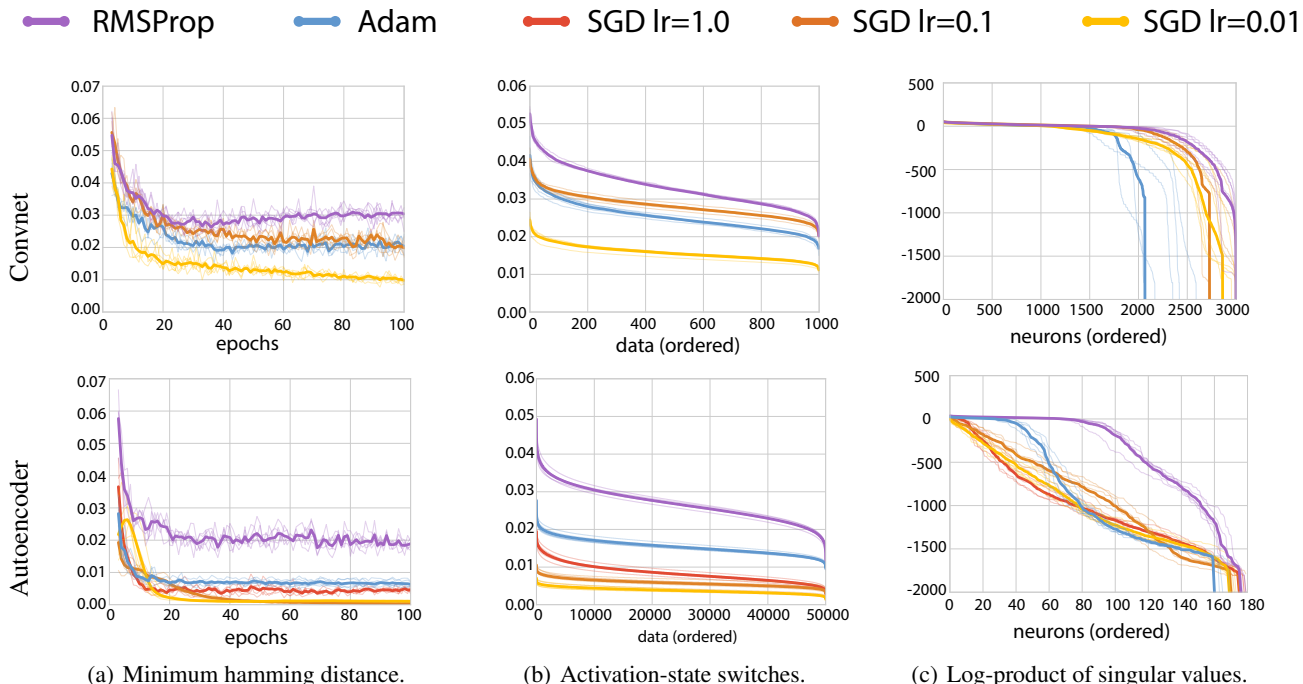 RMSProp Adam SGD lr=1.0 SGD lr=0.1 SGD lr=0.01
Convnet
0.07
0.06
0.05
0.04
0.03
0.02
0.01
0.00
0 20 40 60 80 100
epochs
0.06
0.05
0.04
0.03
0.02
0.01
0.00
0 200 400 600 800 1000
data (ordered)
500
0
-500
-1000
-1500
-2000
0 500 1000 1500 2000 2500 3000
neurons (ordered)
Autoencoder
0.07
0.06
0.05
0.04
0.03
0.02
0.01
0.00
0 20 40 60 80 100
epochs
0.06
0.05
0.04
0.03
0.02
0.01
0.00
0 10000 20000 30000 40000 50000
data (ordered)
500
0
-500
-1000
-1500
-2000
0 20 40 60 80 100 120 140 160 180
neurons (ordered)
(a) Minimum hamming distance.
(b) Activation-state switches.
(c) Log-product of singular values.